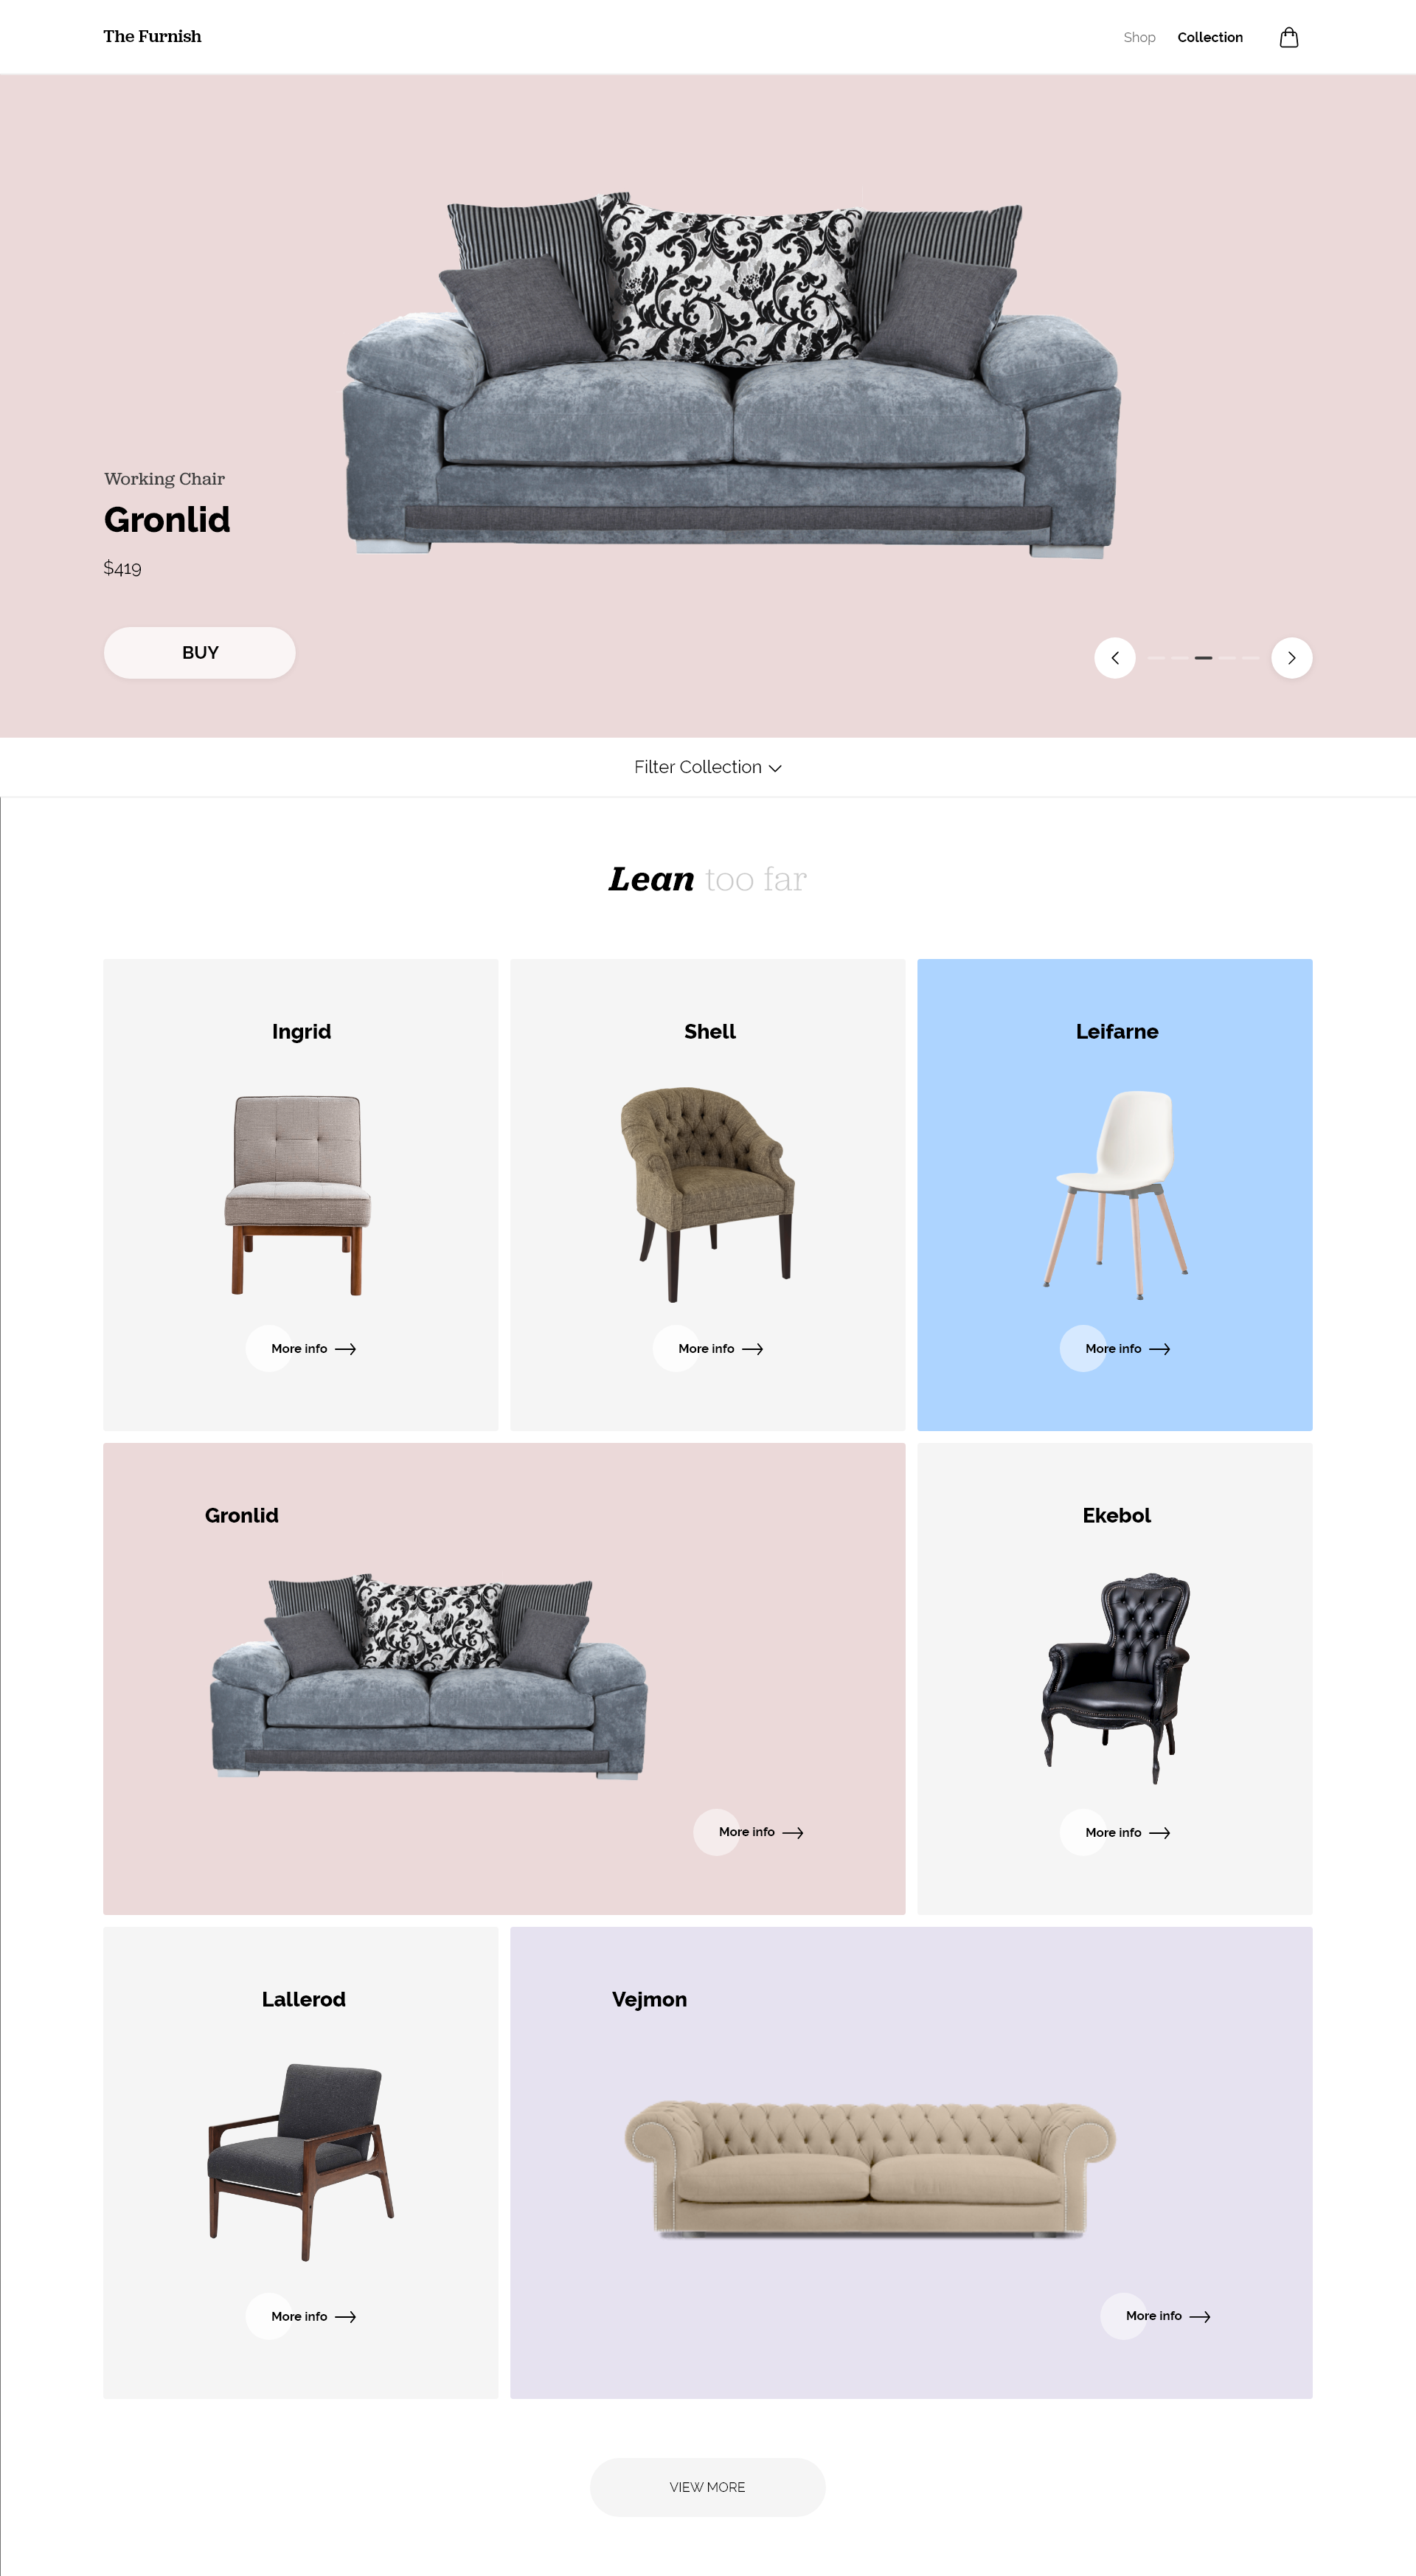 The Furnish
Shop
Collection
Working Chair
Gronlid
$419
BUY
Filter Collection
Lean too far
Ingrid
Shell
Leifarne
More info
More info
More info
Gronlid
Ekebol
More info
More info
Lallerod
Vejmon
More info
More info
VIEW MORE